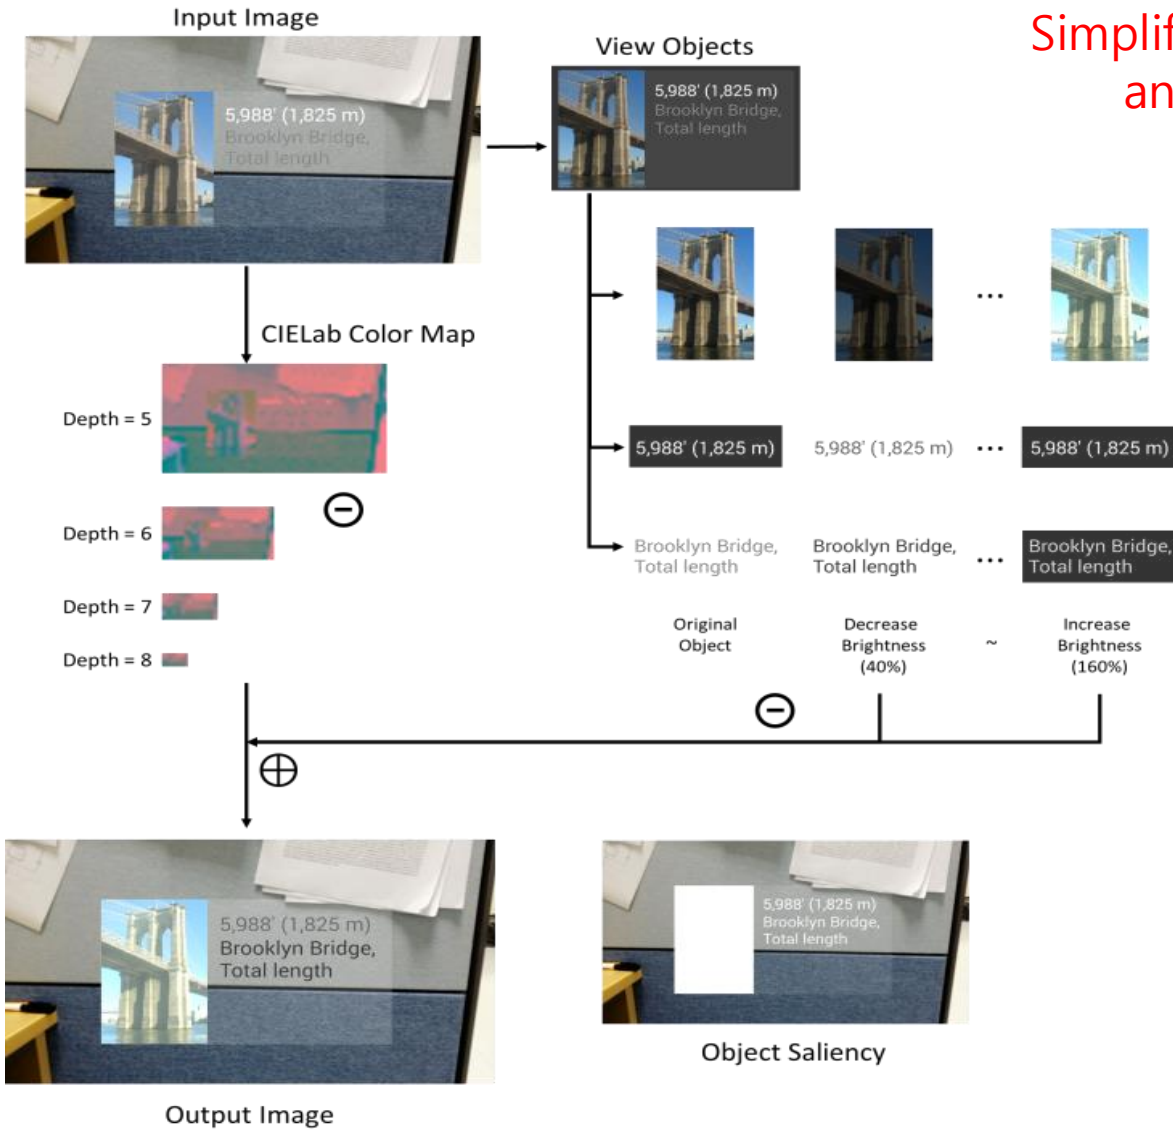 Input Image
Simplif
an
View Objects
5,988' (1,825 m)
Brooklyn Bridge,
Total length
5,988' (1,825 m)
Brooklyn Bridge,
Total length
CIELab Color Map
Depth = 5
Depth = 6
Depth = 7
Depth = 8
...
5,988' (1,825 m) 5,988' (1,825 m) ... 5,988' (1,825 m)
Brooklyn Bridge, Brooklyn Bridge, ... Brooklyn Bridge,
Total length Total length Total length
Original Decrease Increase
Object Brightness ~ Brightness
(40%) (160%)
5,988' (1,825 m)
Brooklyn Bridge,
Total length
5,988' (1,825 m)
Brooklyn Bridge,
Total length
Object Saliency
Output Image